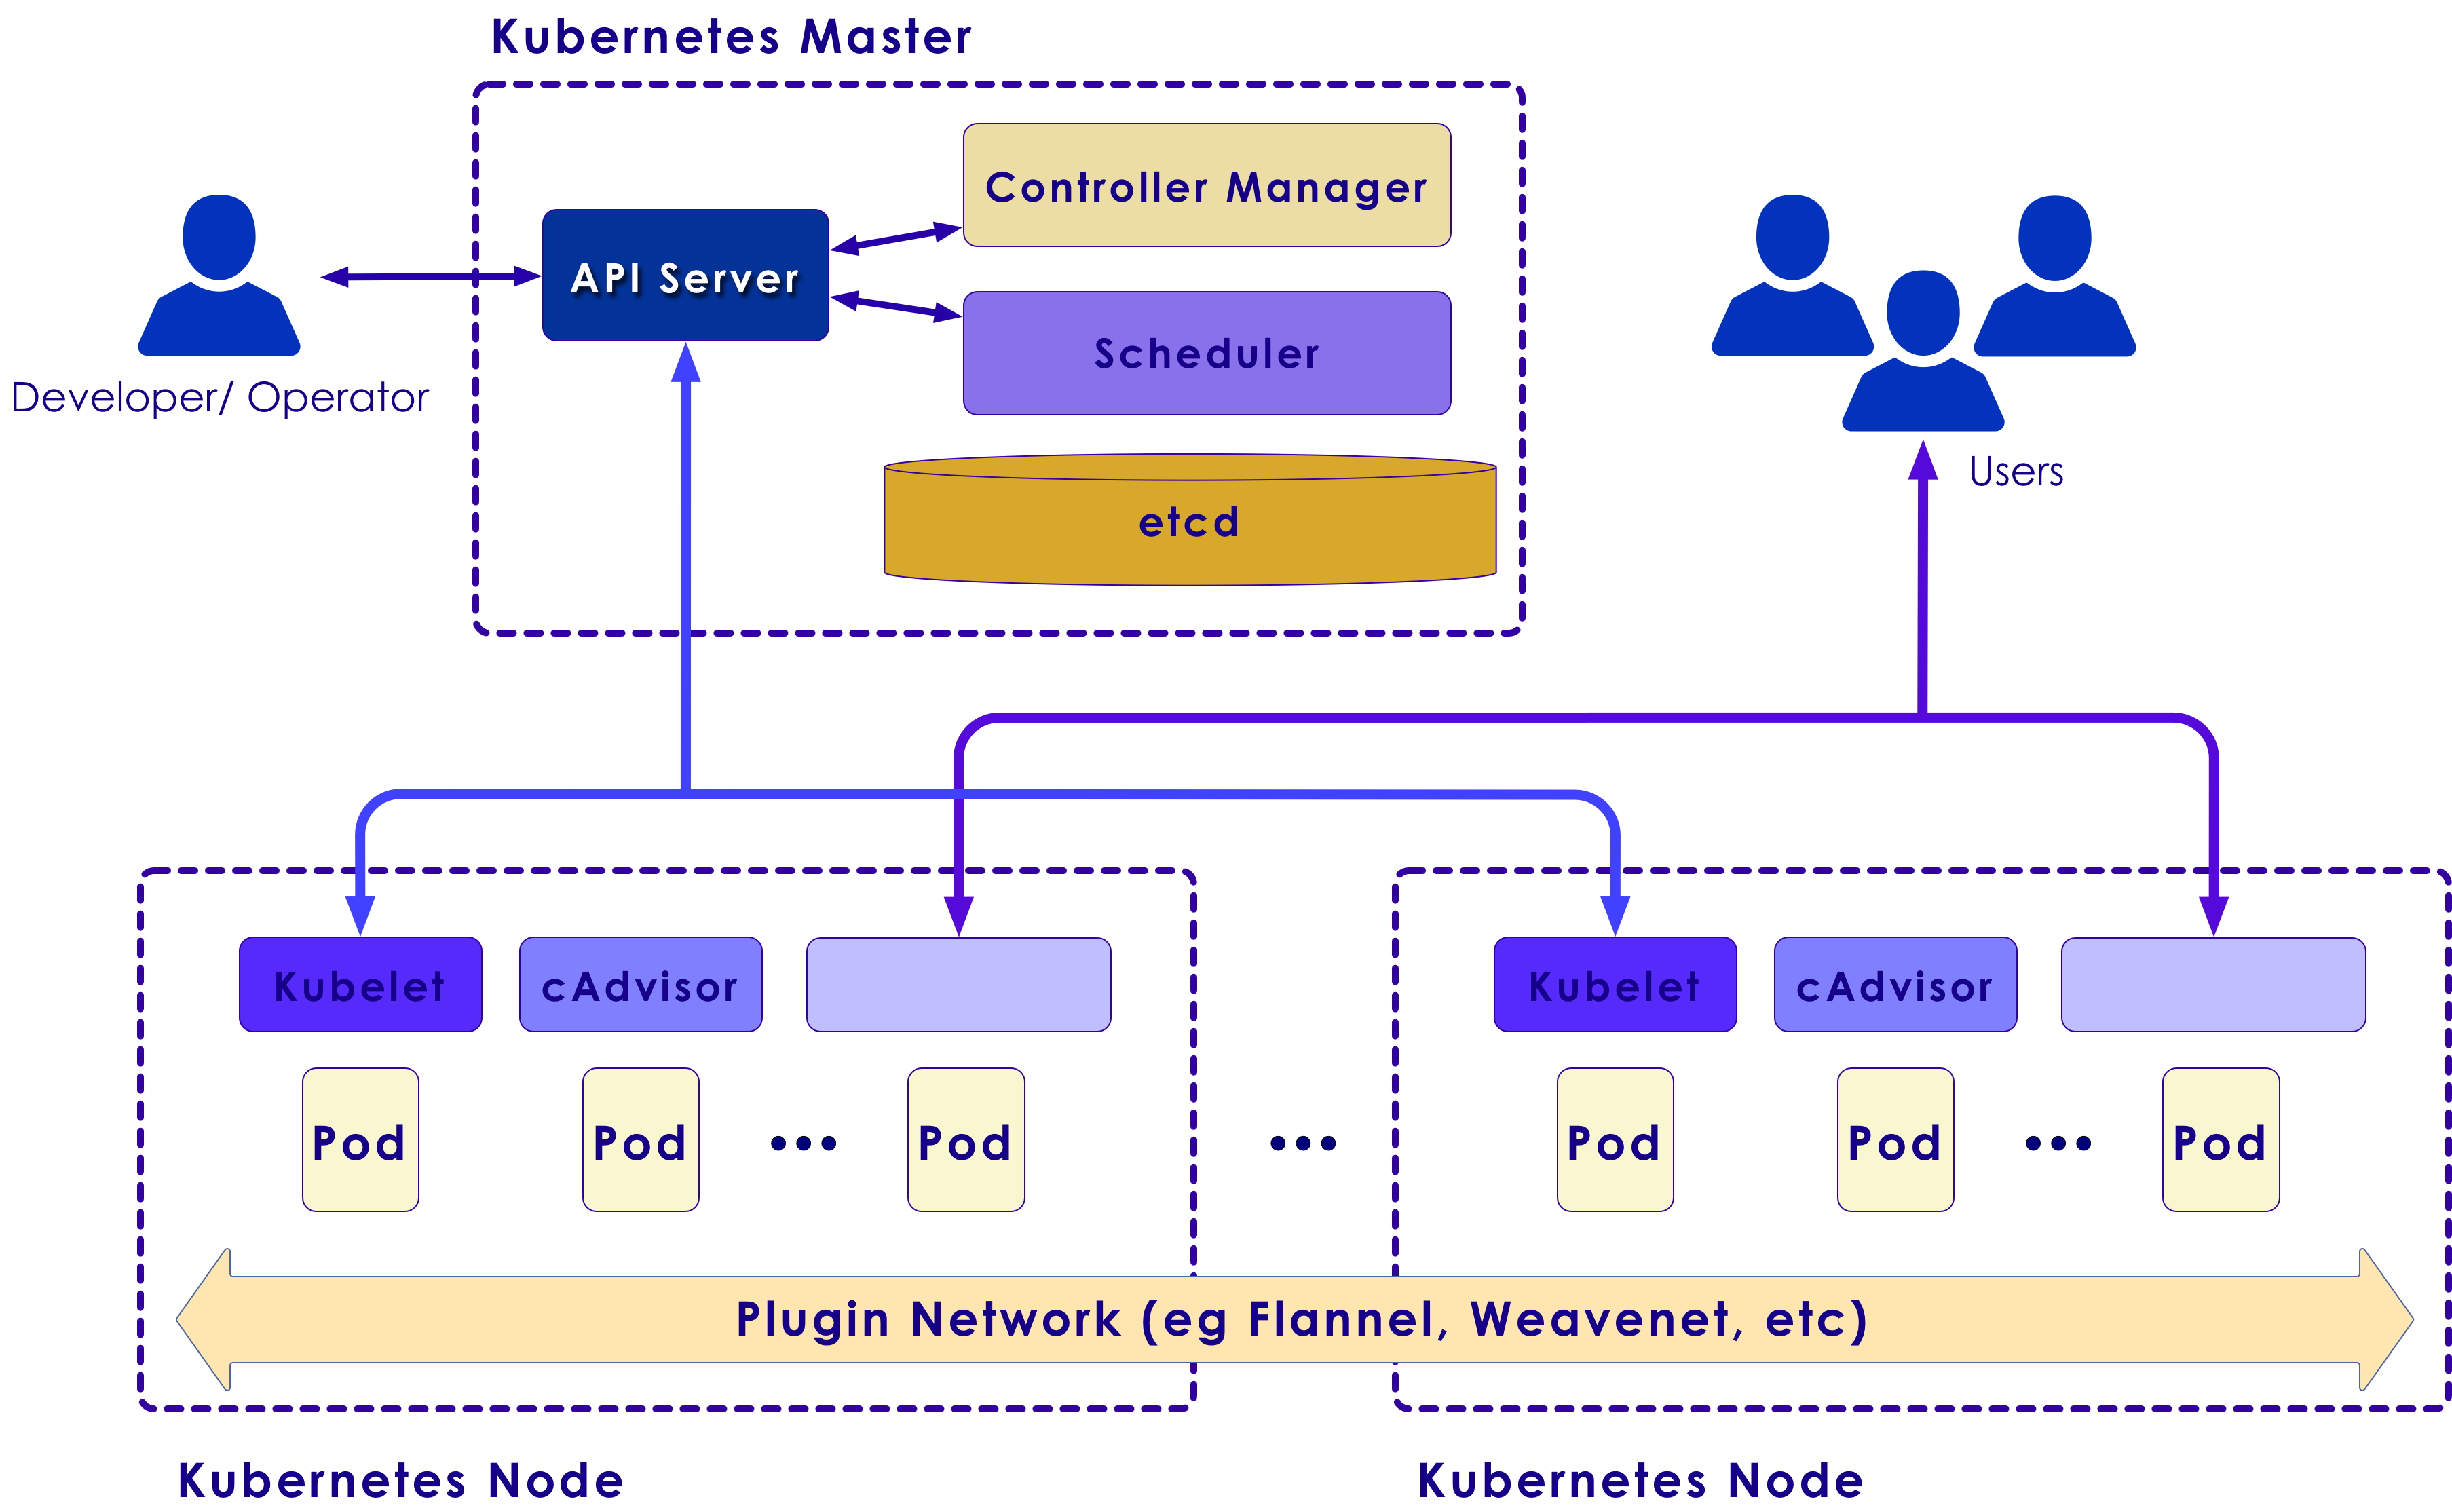 Kubernetes Master
Controller Manager
API Server
Scheduler
Developer/ Operator
etcd
Users
Kubelet
cAdvisor
Kubelet
cAdvisor
Pod
Pod
Pod
Pod
Pod
Pod
Plugin Network (eg Flannel, Weavenet, etc)
Kubernetes Node
Kubernetes Node